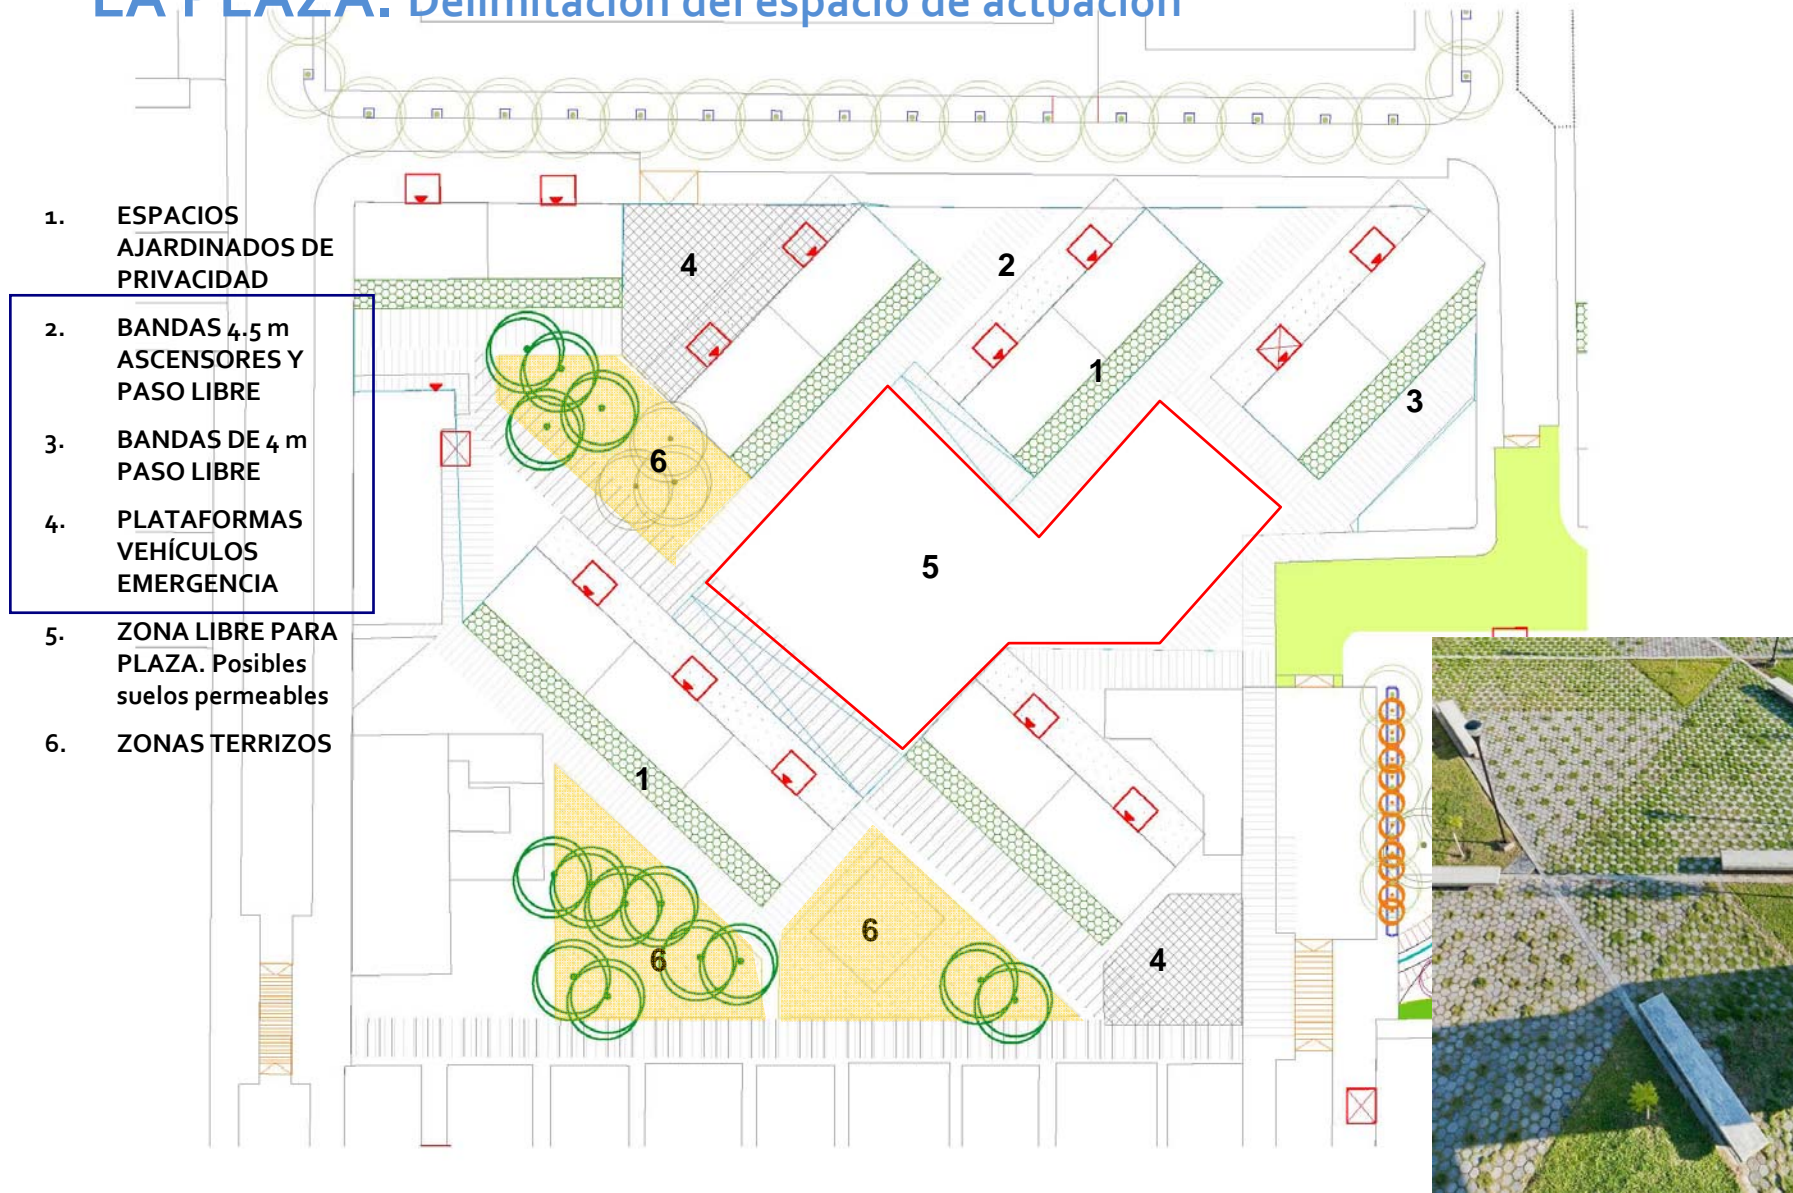 LA PLAZA. Delimitación del espacio de actuación
1. ESPACIOS
AJARDINADOS DE
PRIVACIDAD
2. BANDAS 4.5 m
ASCENSORES Y
PASO LIBRE
3. BANDAS DE 4 m
PASO LIBRE
4. PLATAFORMAS
VEHÍCULOS
EMERGENCIA
5. ZONA LIBRE PARA
PLAZA. Posibles
suelos permeables
6. ZONAS TERRIZOS
4
2
1
3
6
5
1
6
6
4